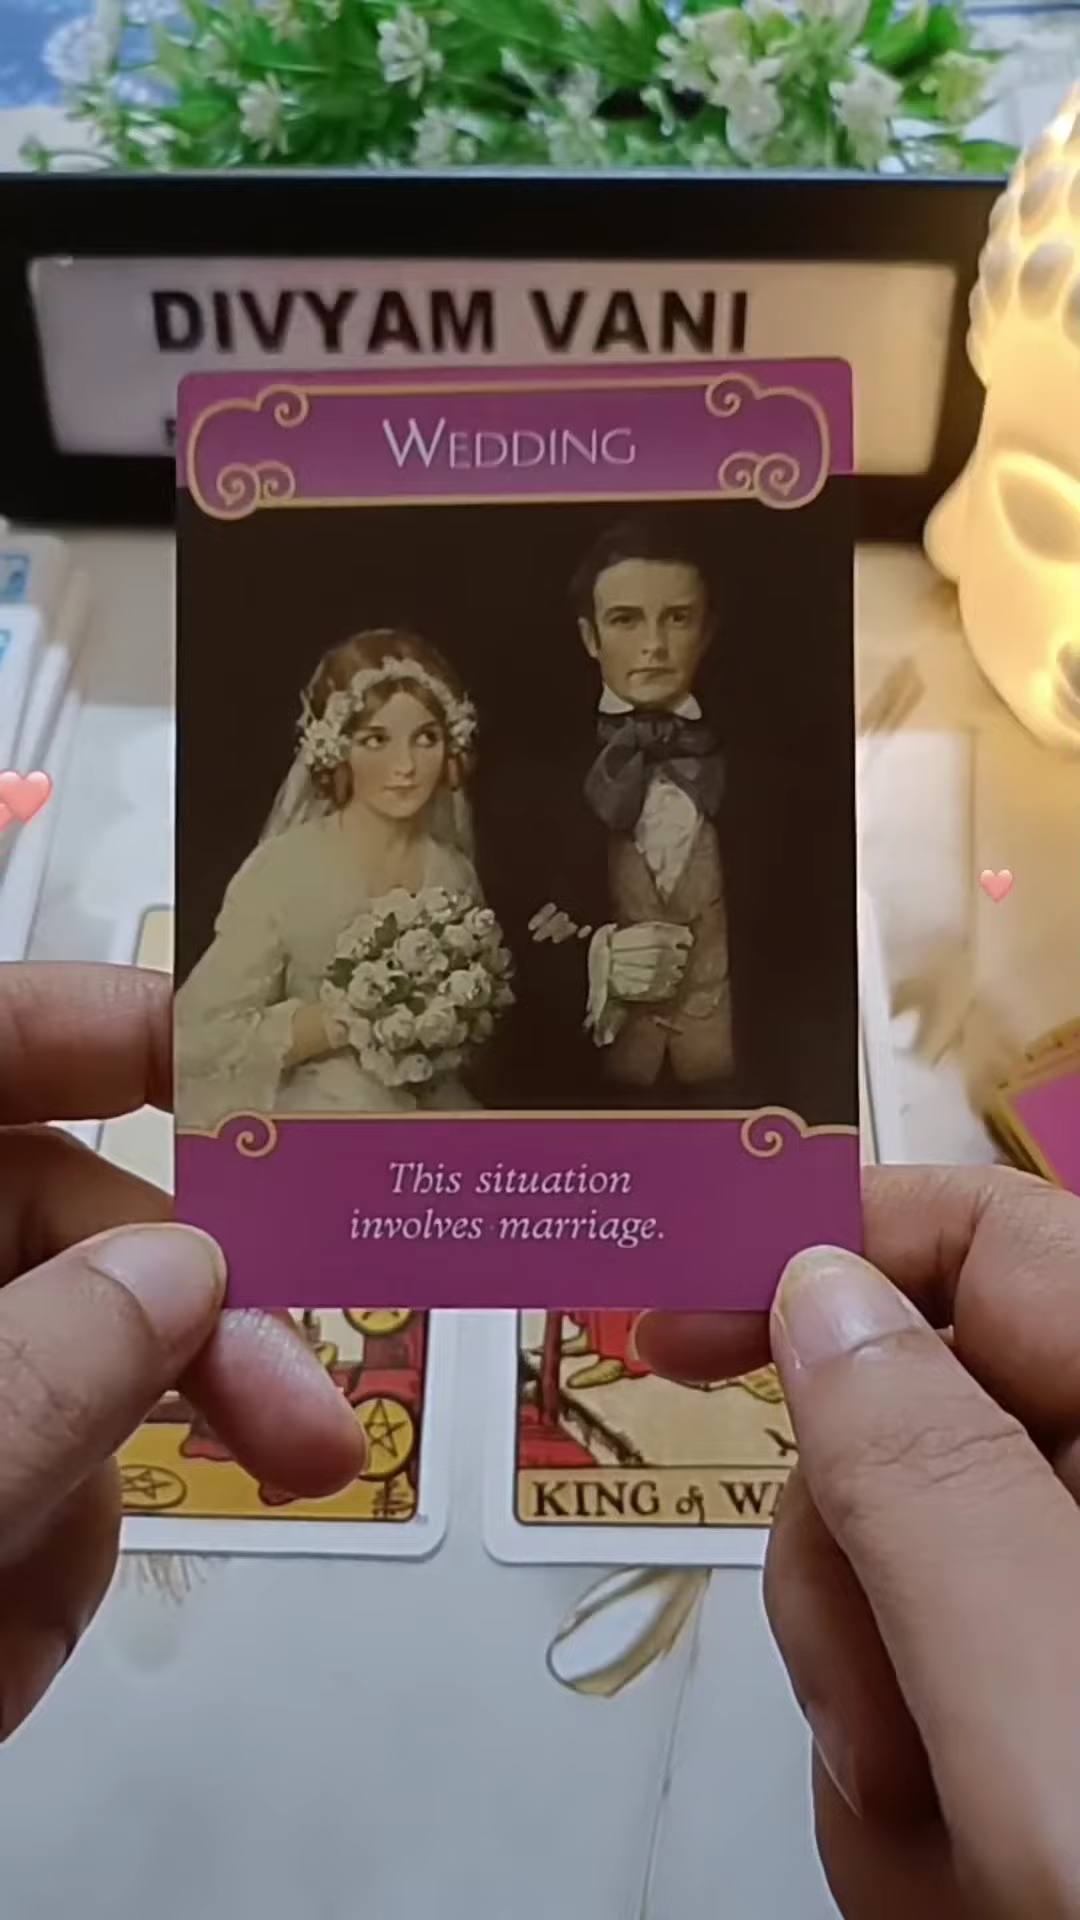 DIVYAM VANI
WEDDING
This situation
involves marriage.
KING of